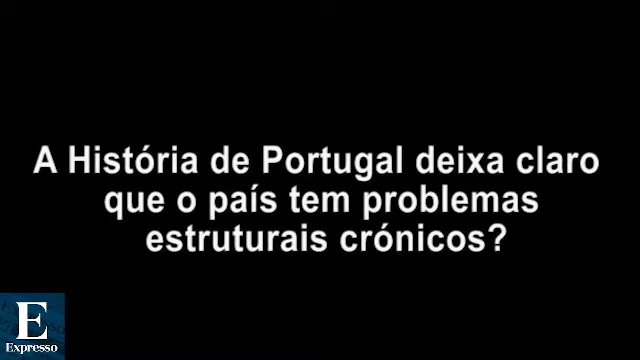 A História de Portugal deixa claro
que o país tem problemas
estruturais crónicos?
E
Expresso